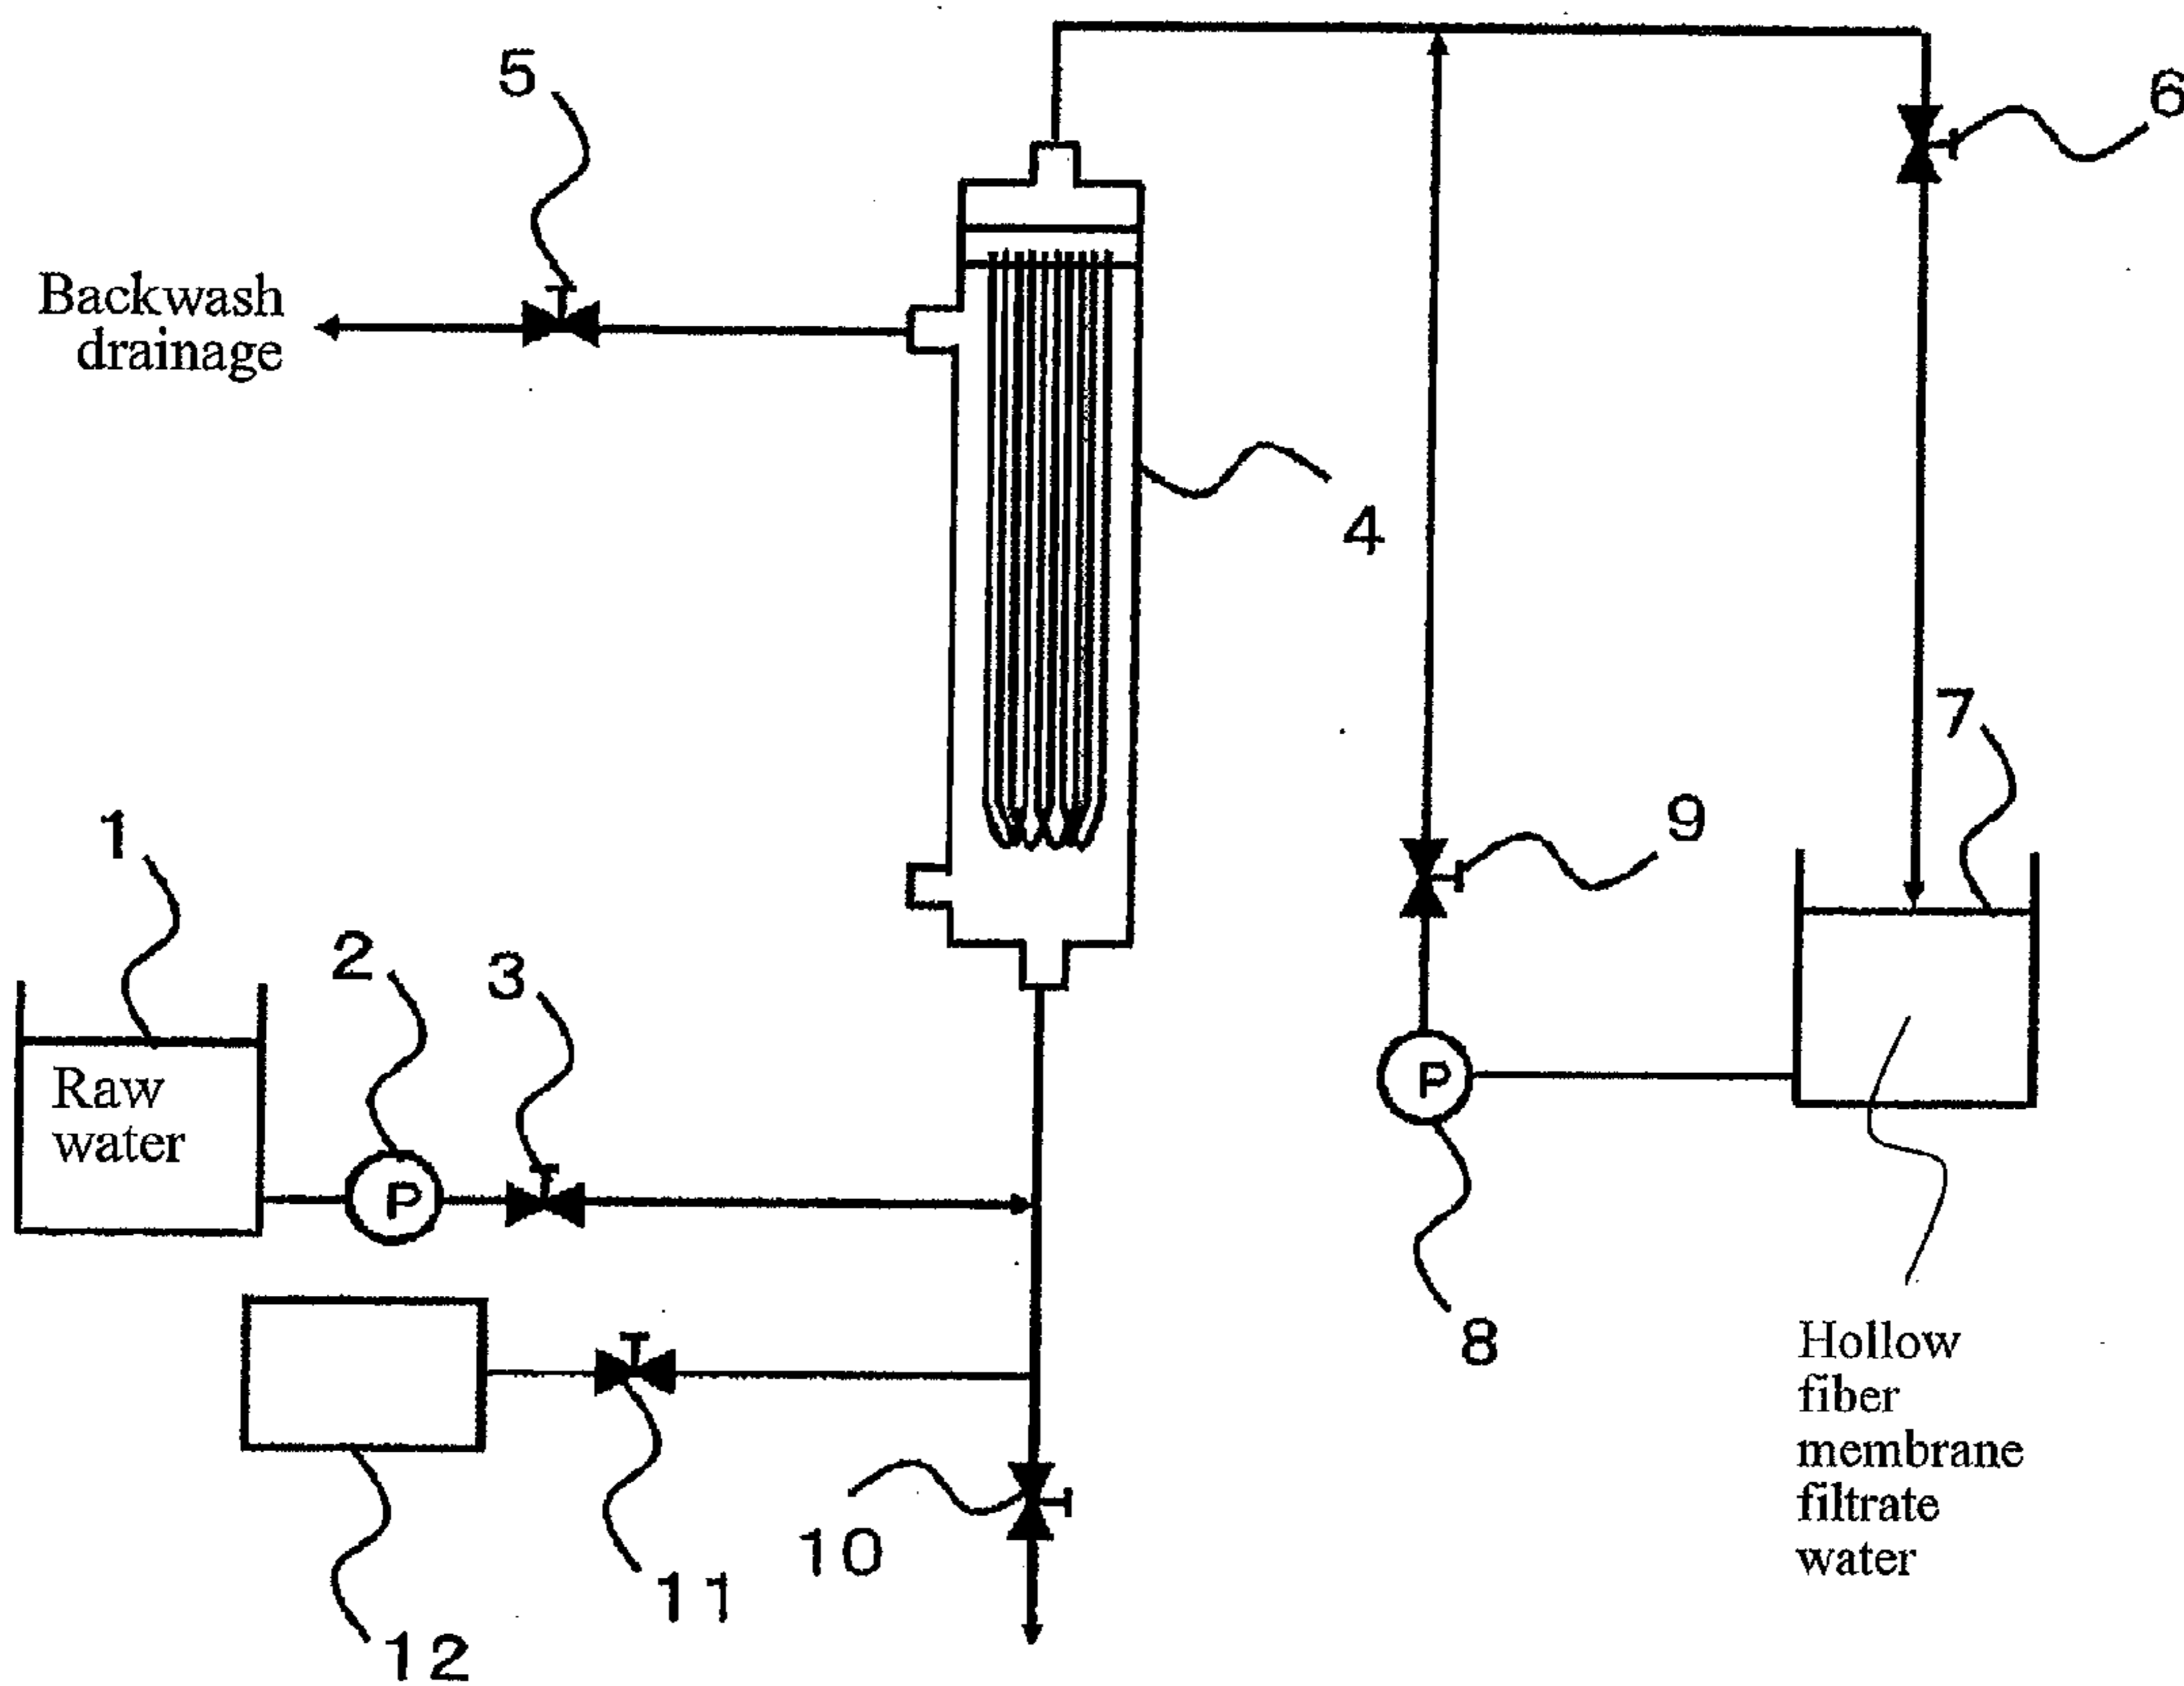 5
6
Backwash
drainage
4
7
1
9
2
3
Raw
water
P
P
8
Hollow
fiber
membrane
filtrate
water
10
11
12